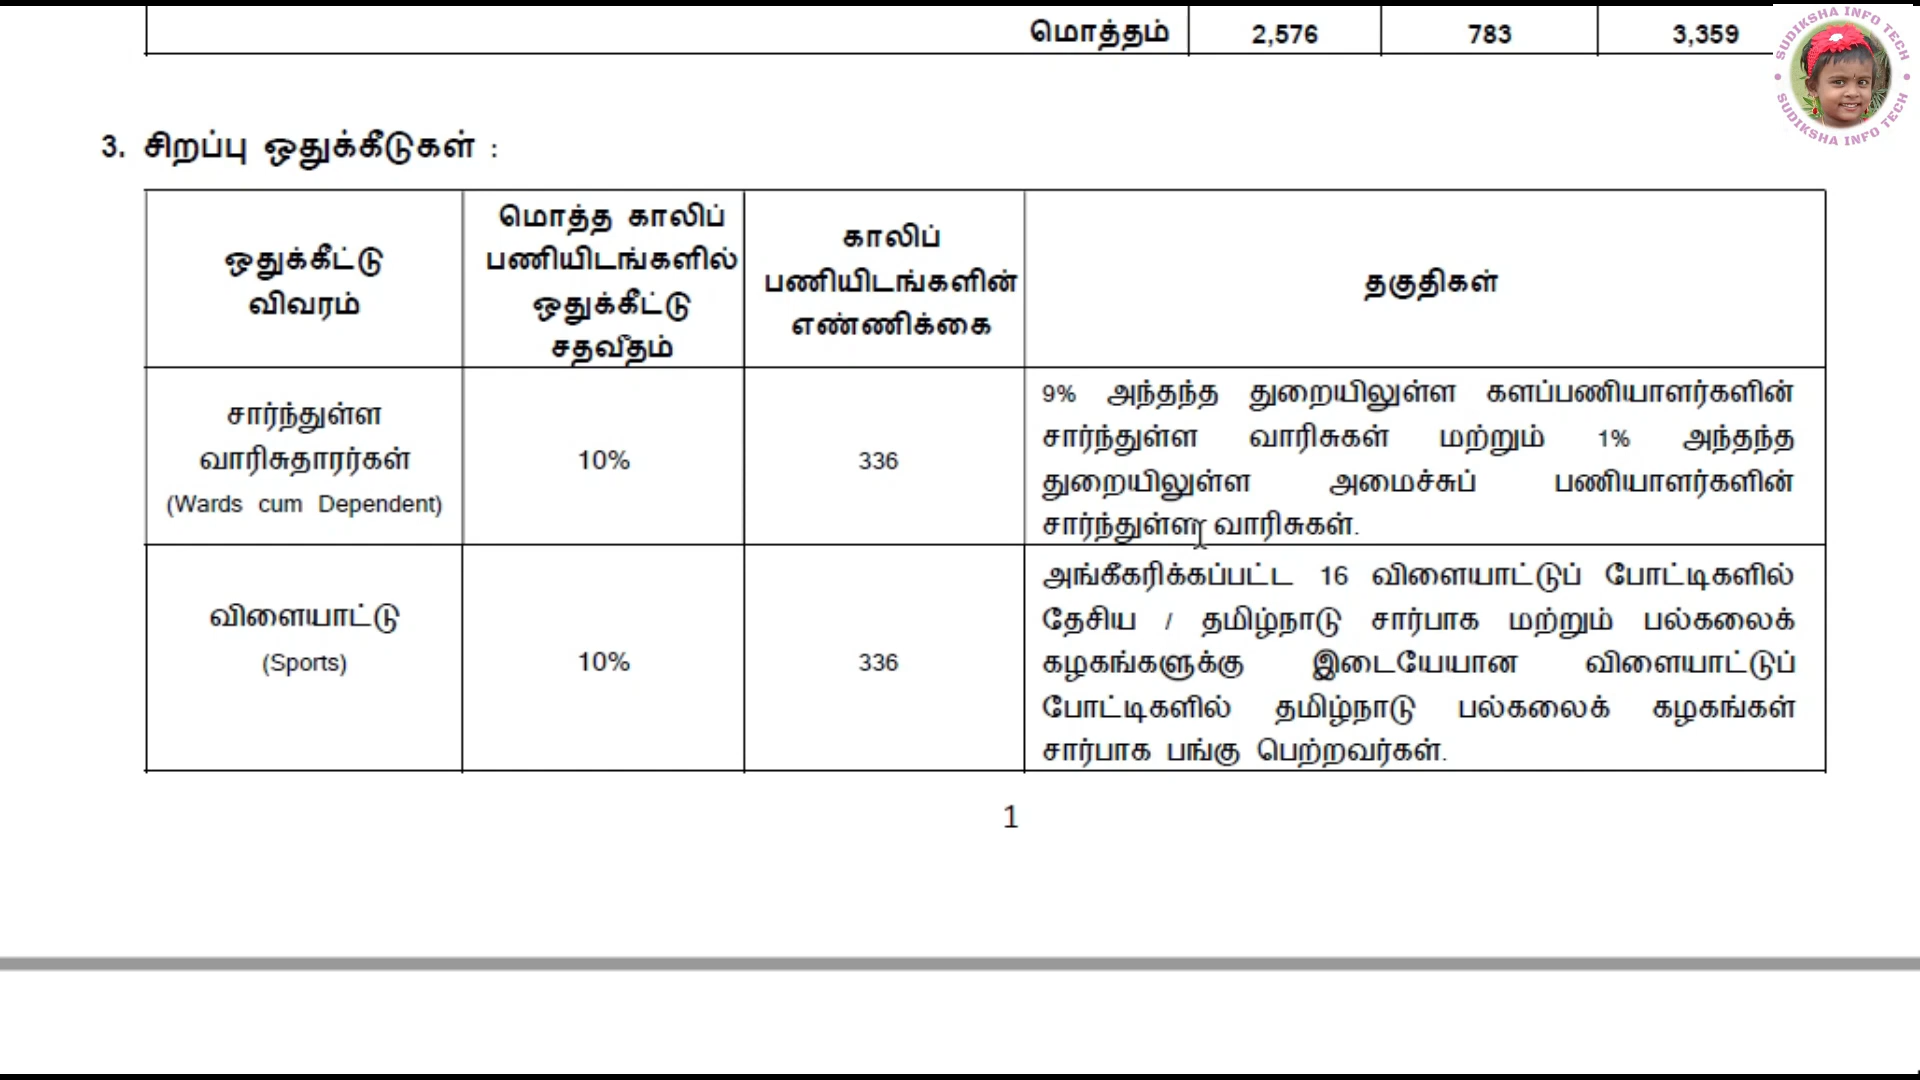 மொத்தம் 2,576 783 3,359
SUDIKSHA INFO TECH
SUDIKSHA INFO TECH
3. சிறப்பு ஒதுக்கீடுகள் :
ஒதுக்கீட்டு
விவரம்
மொத்த காலிப்
பணியிடங்களில்
ஒதுக்கீட்டு
சதவீதம்
காலிப்
பணியிடங்களின்
எண்ணிக்கை
தகுதிகள்
சார்ந்துள்ள
வாரிசுதாரர்கள்
(Wards cum Dependent)
10%
336
9% அந்தந்த துறையிலுள்ள களப்பணியாளர்களின்
சார்ந்துள்ள வாரிசுகள் மற்றும் 1% அந்தந்த
துறையிலுள்ள அமைச்சுப் பணியாளர்களின்
சார்ந்துள்ள வாரிசுகள்.
விளையாட்டு
(Sports)
10%
336
அங்கீகரிக்கப்பட்ட 16 விளையாட்டுப் போட்டிகளில்
தேசிய / தமிழ்நாடு சார்பாக மற்றும் பல்கலைக்
கழகங்களுக்கு இடையேயான விளையாட்டுப்
போட்டிகளில் தமிழ்நாடு பல்கலைக் கழகங்கள்
சார்பாக பங்கு பெற்றவர்கள்.
1